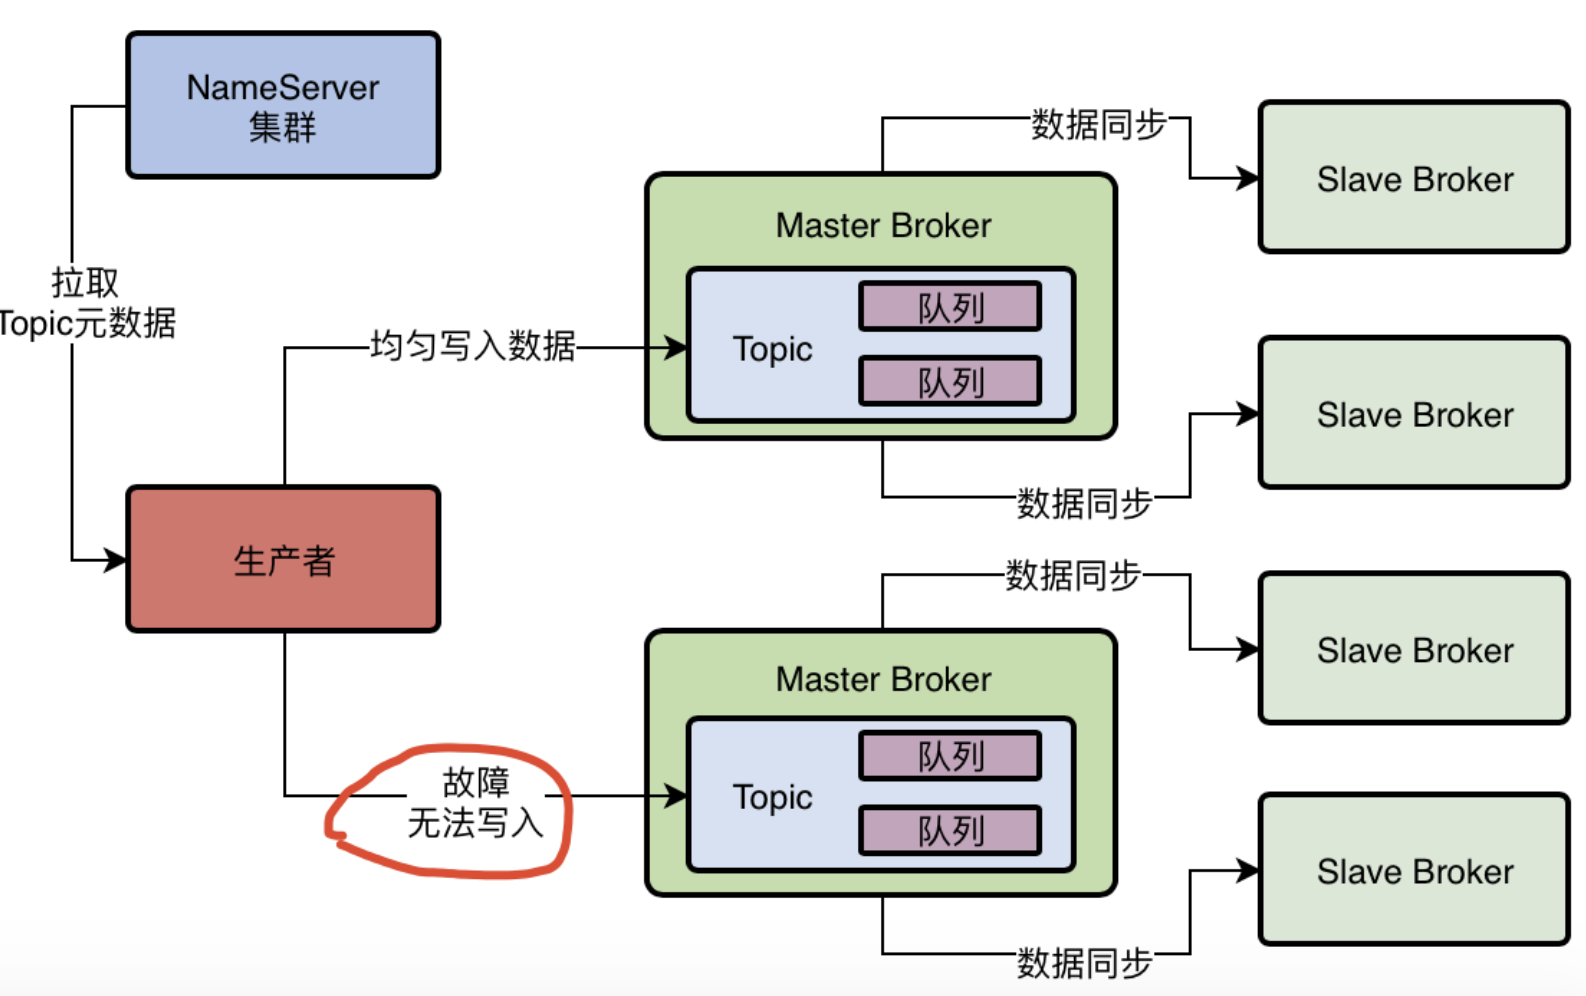 NameServer
集群
数据同步
Slave Broker
Master Broker
拉取
Topic元数据
均匀写入数据
Topic
队列
队列
Slave Broker
数据同步
生产者
数据同步
Slave Broker
Master Broker
故障
无法写入
Topic
队列
队列
Slave Broker
数据同步